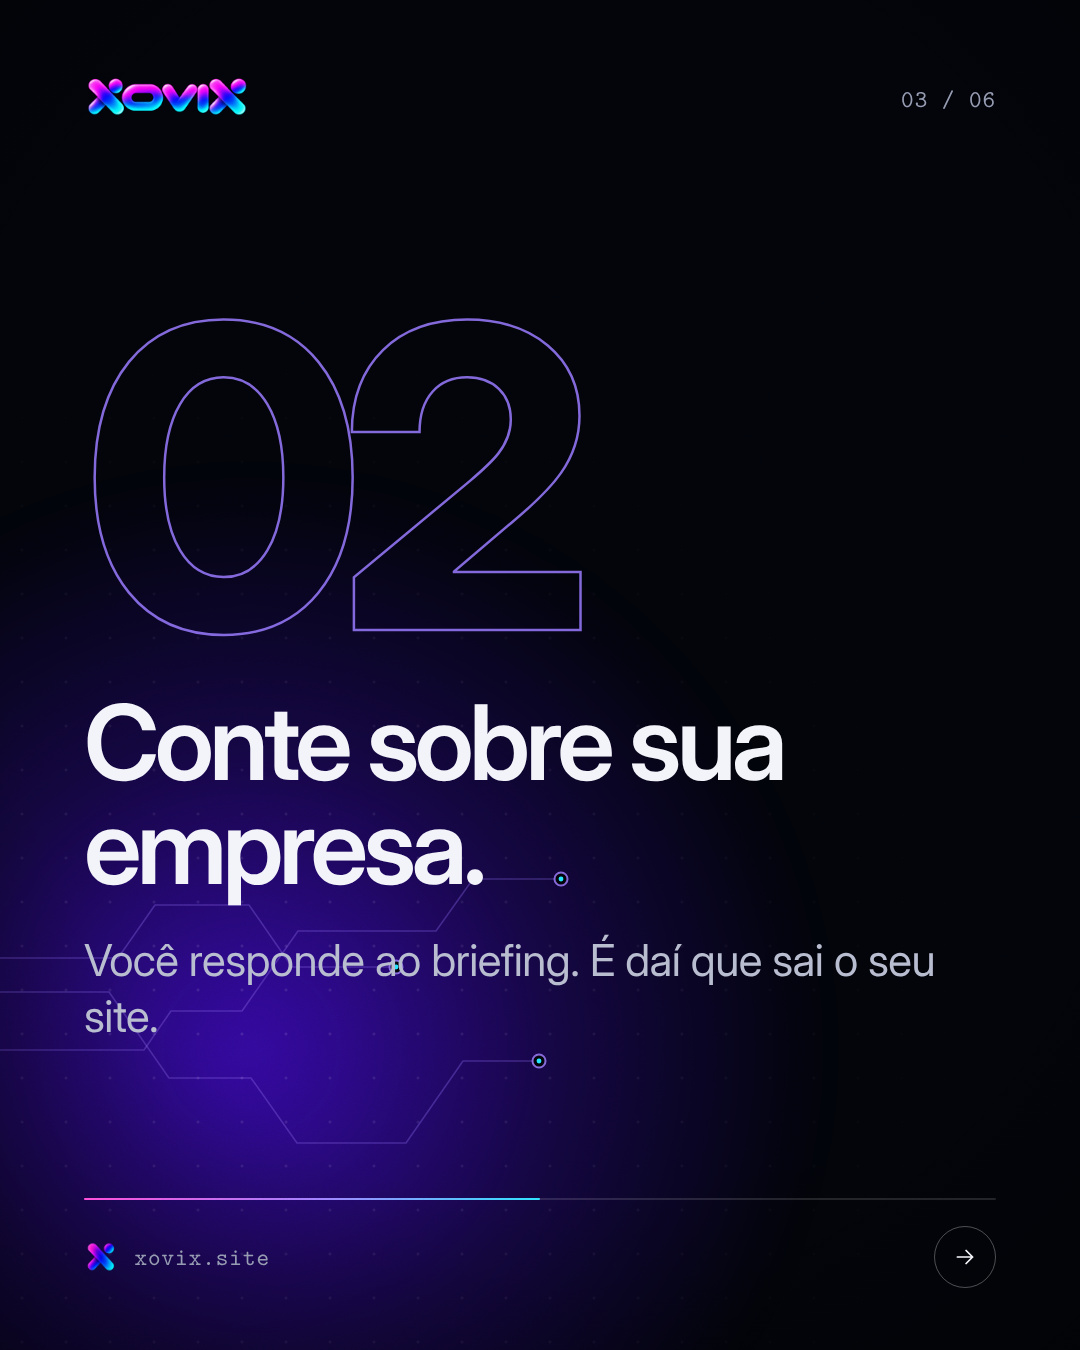 XOVIX
03 / 06
02
Conte sobre sua
empresa.
Você responde ao briefing. É daí que sai o seu
site.
xovix.site